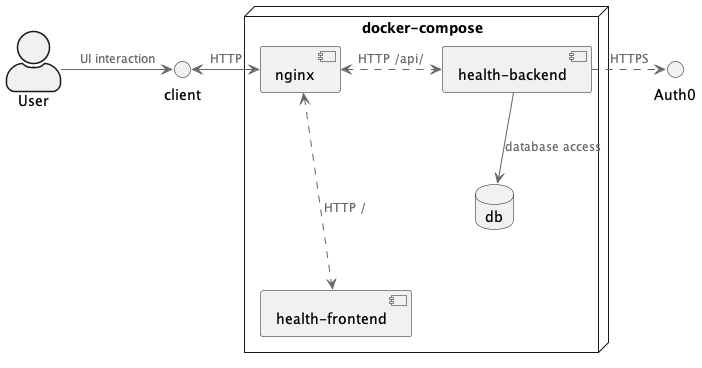 docker-compose
UI interaction
HTTP
nginx
HTTP /api/
health-backend
HTTPS
User
client
Auth0
database access
HTTP /
db
health-frontend